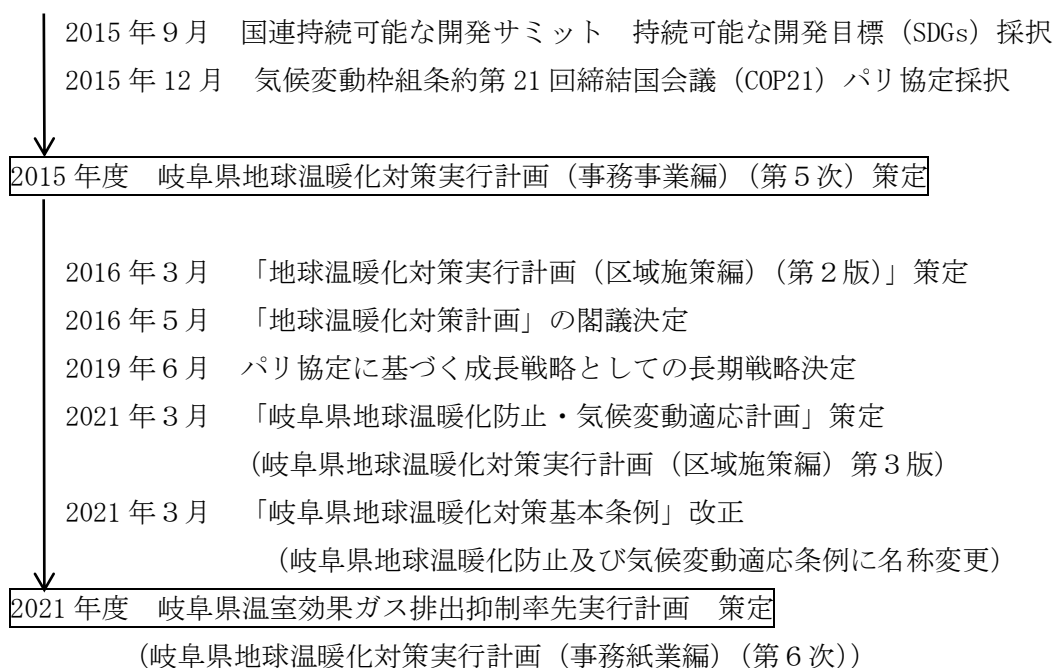 2015年９月　国連持続可能な開発サミット　持続可能な開発目標（SDGs）採択
2015年12月　気候変動枠組条約第21回締結国会議（COP21）パリ協定採択
2015年度　岐阜県地球温暖化対策実行計画（事務事業編）（第５次）策定
2016年３月　「地球温暖化対策実行計画（区域施策編）（第２版）」策定
2016年５月　「地球温暖化対策計画」の閣議決定
2019年６月　パリ協定に基づく成長戦略としての長期戦略決定
2021年３月　「岐阜県地球温暖化防止・気候変動適応計画」策定
（岐阜県地球温暖化対策実行計画（区域施策編）第３版）
2021年３月　「岐阜県地球温暖化対策基本条例」改正
（岐阜県地球温暖化防止及び気候変動適応条例に名称変更）
2021年度　岐阜県温室効果ガス排出抑制率先実行計画　策定
（岐阜県地球温暖化対策実行計画（事務紙業編）（第６次））